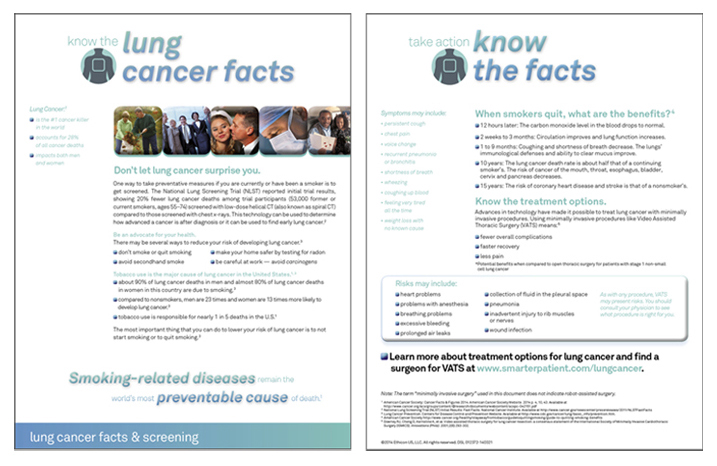 know the lung
cancer facts
Lung Cancer:¹
is the #1 cancer killer
in the world
accounts for 28%
of all cancer deaths
impacts both men
and women
Don't let lung cancer surprise you.
One way to take preventative measures if you are currently or have been a smoker is to
get screened. The National Lung Screening Trial (NLST) reported initial trial results,
showing 20% fewer lung cancer deaths among trial participants (53,000 former or
current smokers, ages 55–74) screened with low-dose helical CT (also known as spiral CT)
compared to those screened with chest x-rays. This technology can be used to determine
how advanced a cancer is after diagnosis or it can be used to find early lung cancer.²
Be an advocate for your health.
There may be several ways to reduce your risk of developing lung cancer.³
don't smoke or quit smoking
make your home safer by testing for radon
avoid secondhand smoke
be careful at work — avoid carcinogens
Tobacco use is the major cause of lung cancer in the United States.
about 90% of lung cancer deaths in men and almost 80% of lung cancer deaths
in women in this country are due to smoking.
compared to nonsmokers, men are 23 times and women are 13 times more likely to
develop lung cancer.
tobacco use is responsible for nearly 1 in 5 deaths in the U.S.
The most important thing that you can do to lower your risk of lung cancer is to not
start smoking or to quit smoking.
Smoking-related diseases remain the
world's most preventable cause of death.
lung cancer facts & screening
take action know
the facts
Symptoms may include:
• persistent cough
• chest pain
• voice change
• recurrent pneumonia
or bronchitis
• shortness of breath
• wheezing
• coughing up blood
• feeling very tired
all the time
• weight loss with
no known cause
When smokers quit, what are the benefits?⁴
12 hours later: The carbon monoxide level in the blood drops to normal.
2 weeks to 3 months: Circulation improves and lung function increases.
1 to 9 months: Coughing and shortness of breath decrease. The lungs'
immunological defenses and ability to clear mucus improve.
10 years: The lung cancer death rate is about half that of a continuing
smoker's. The risk of cancer of the mouth, throat, esophagus, bladder,
cervix and pancreas decreases.
15 years: The risk of coronary heart disease and stroke is that of a nonsmoker's.
Know the treatment options.
Advances in technology have made it possible to treat lung cancer with minimally
invasive procedures. Using minimally invasive procedures like Video Assisted
Thoracic Surgery (VATS) means:
fewer overall complications
faster recovery
less pain
*Potential benefits when compared to open thoracic surgery for patients with stage 1 non-small-
cell lung cancer
Risks may include:
heart problems
problems with anesthesia
breathing problems
excessive bleeding
prolonged air leaks
collection of fluid in the pleural space
pneumonia
inadvertent injury to rib muscles
or nerves
wound infection
As with any procedure, VATS
may present risks. You should
consult your physician to see
what procedure is right for you.
Learn more about treatment options for lung cancer and find a
surgeon for VATS at www.smarterpatient.com/lungcancer.
Note: The term "minimally invasive surgery" used in this document does not indicate robot-assisted surgery.